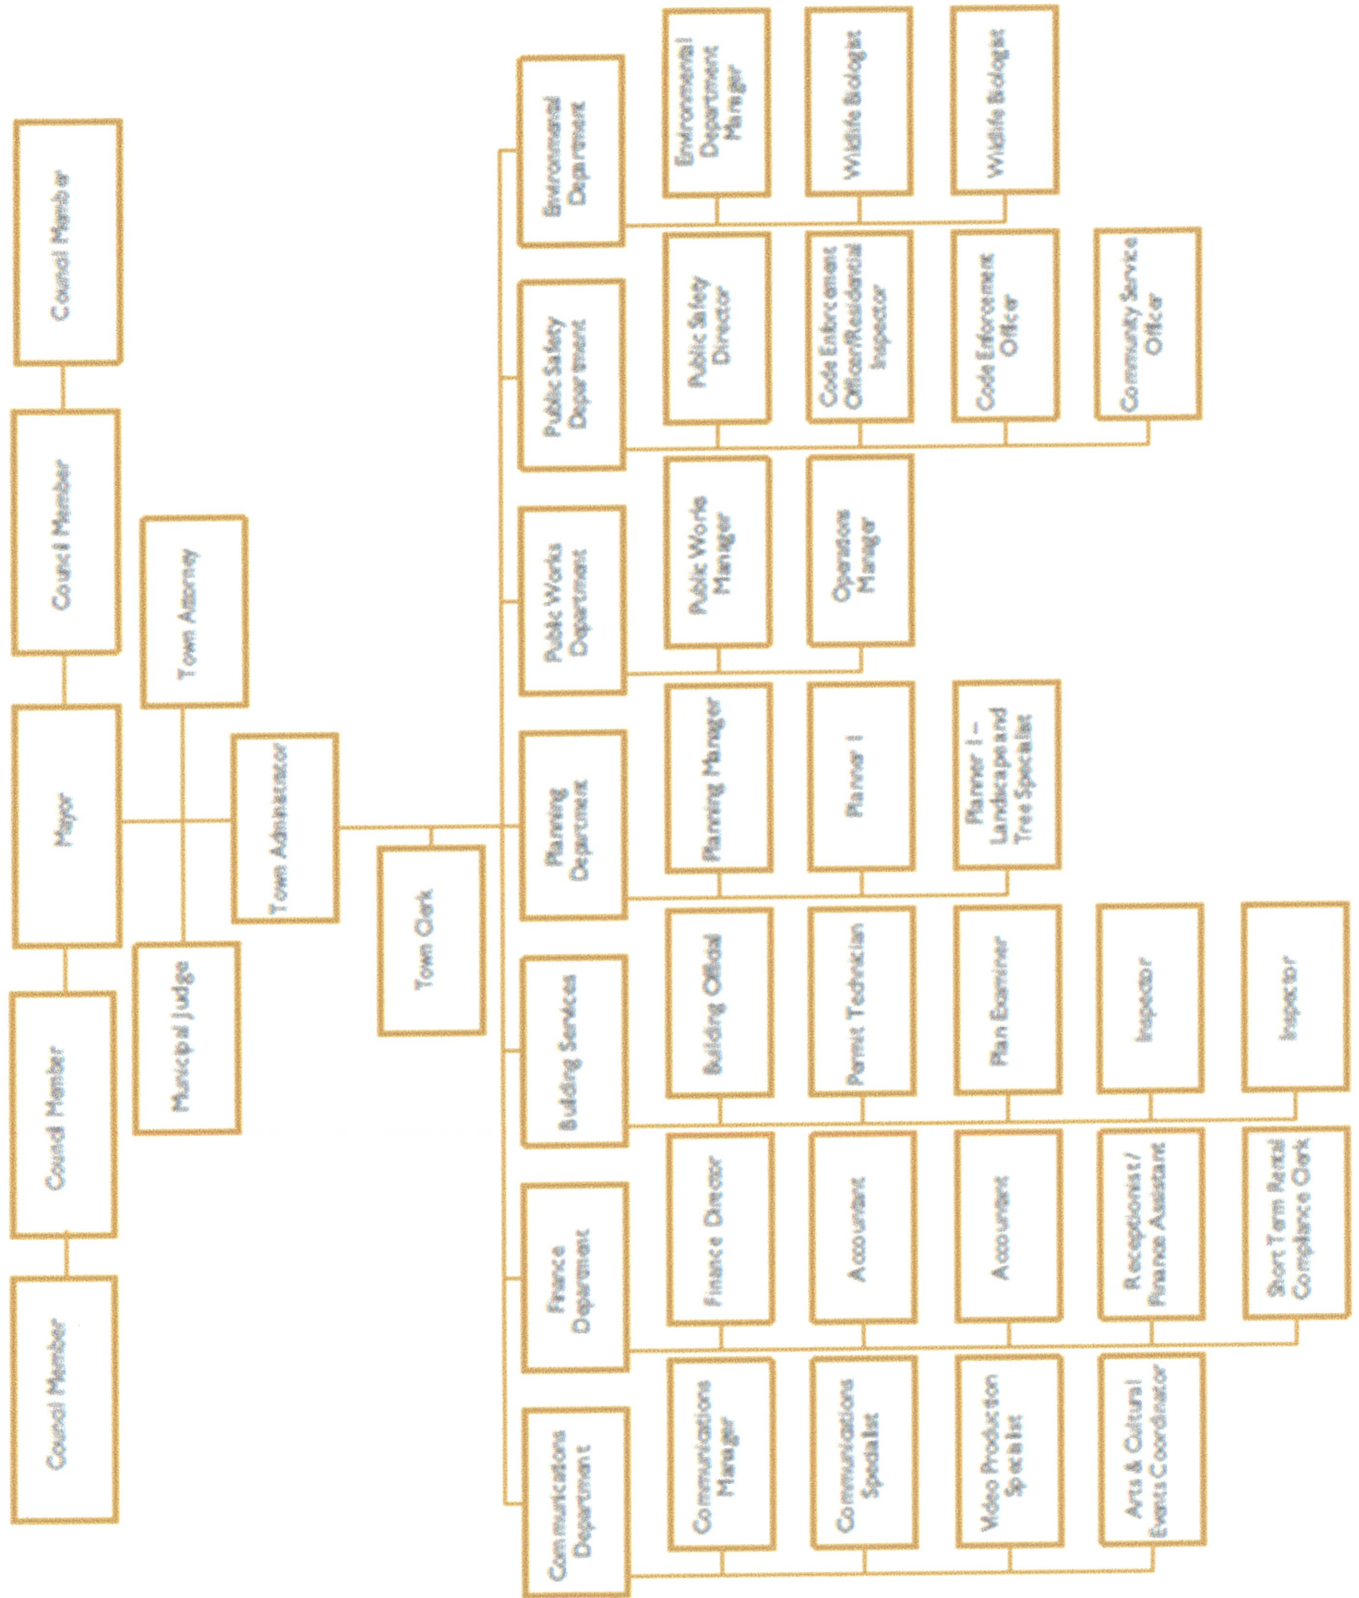 Council Member
Council Member
Mayor
Council Member
Council Member
Municipal Judge
Town Attorney
Town Administrator
Town Clerk
Communications
Department
Communications
Manager
Communications
Specialist
Video Production
Specialist
Arts & Cultural
Events Coordinator
Finance
Department
Finance Director
Accountant
Accountant
Receptionist/
Finance Assistant
Short Term Rental
Compliance Clerk
Building Services
Building Official
Permit Technician
Plan Examiner
Inspector
Inspector
Planning
Department
Planning Manager
Planner I
Planner I –
Landscape and
Tree Specialist
Public Works
Department
Public Works
Manager
Operations
Manager
Public Safety
Department
Public Safety
Director
Code Enforcement
Officer/Residential
Inspector
Code Enforcement
Officer
Community Service
Officer
Environmental
Department
Environmental
Department
Manager
Wildlife Biologist
Wildlife Biologist